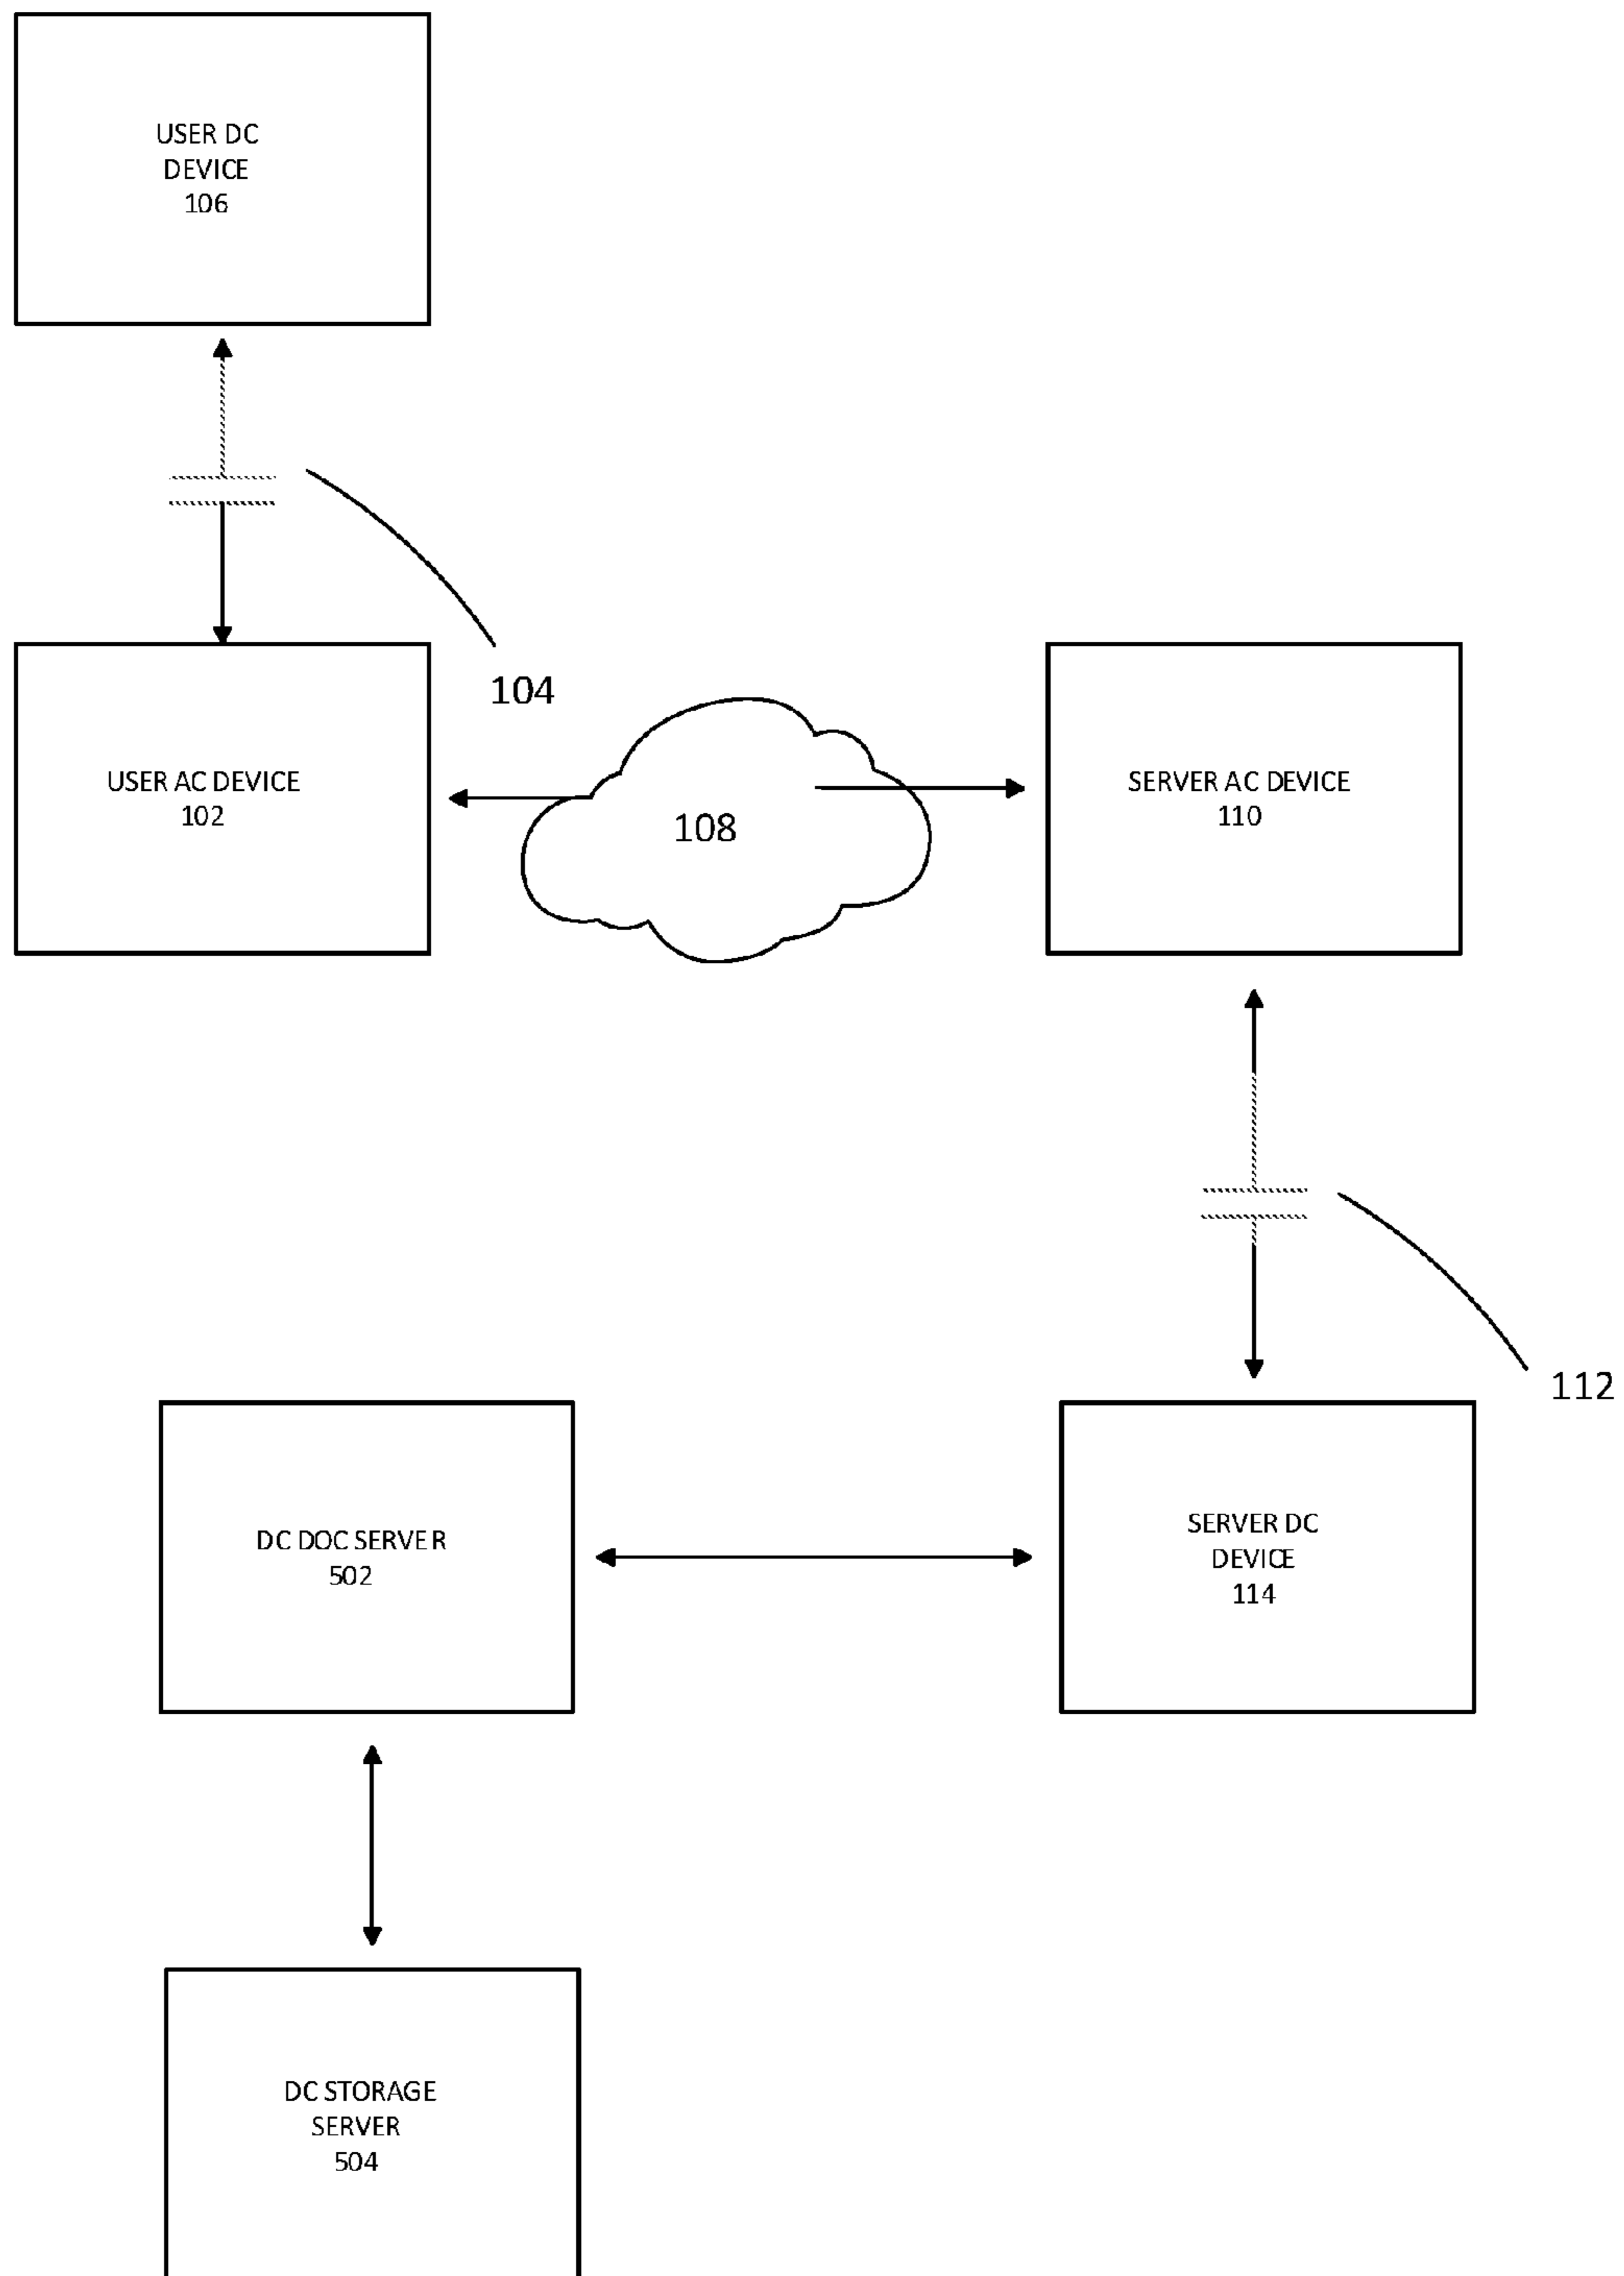 USER DC
DEVICE
106
104
USER AC DEVICE
102
108
SERVER AC DEVICE
110
112
DC DOC SERVER
502
SERVER DC
DEVICE
114
DC STORAGE
SERVER
504